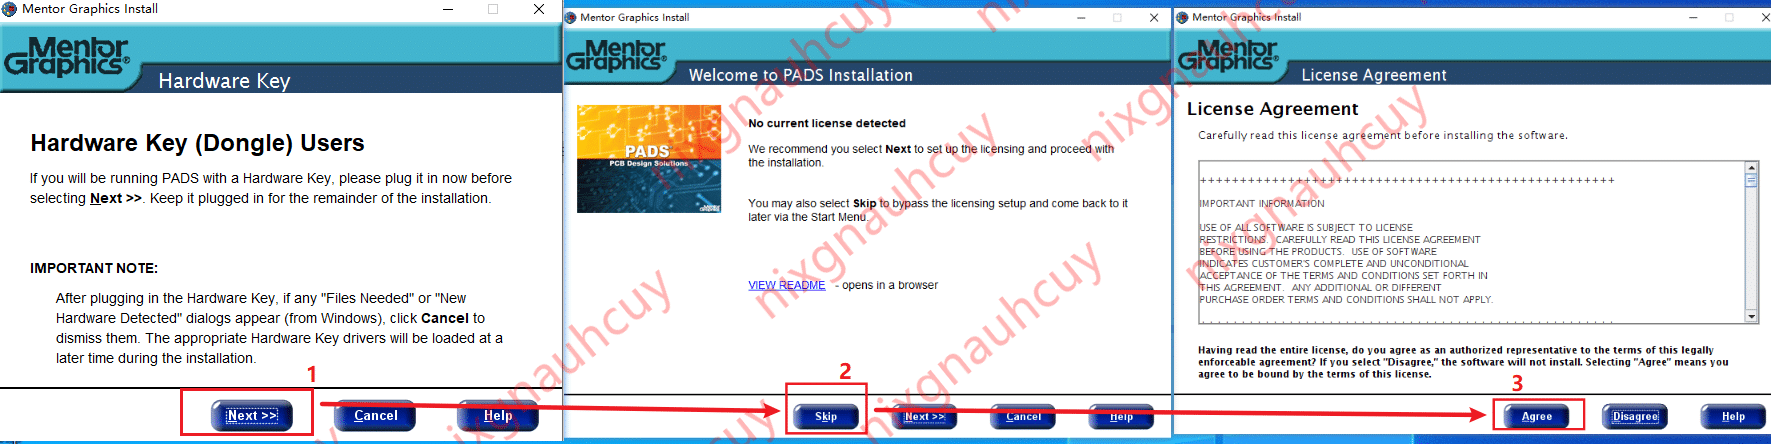 Mentor Graphics Install
Mentor
Graphics®
Hardware Key
Hardware Key (Dongle) Users
If you will be running PADS with a Hardware Key, please plug it in now before
selecting Next >>. Keep it plugged in for the remainder of the installation.
IMPORTANT NOTE:
After plugging in the Hardware Key, if any "Files Needed" or "New
Hardware Detected" dialogs appear (from Windows), click Cancel to
dismiss them. The appropriate Hardware Key drivers will be loaded at a
later time during the installation.
1
Next >>
Cancel
Help
Mentor Graphics Install
Mentor
Graphics®
Welcome to PADS Installation
PADS
PCB Design Solutions
Mentor
Graphics
No current license detected
We recommend you select Next to set up the licensing and proceed with
the installation.
You may also select Skip to bypass the licensing setup and come back to it
later via the Start Menu.
VIEW README - opens in a browser
2
Skip
Next >>
Cancel
Help
Mentor Graphics Install
Mentor
Graphics®
License Agreement
License Agreement
Carefully read this license agreement before installing the software.
++++++++++++++++++++++++++++++++++++++++++++++++++++
IMPORTANT INFORMATION
USE OF ALL SOFTWARE IS SUBJECT TO LICENSE
RESTRICTIONS. CAREFULLY READ THIS LICENSE AGREEMENT
BEFORE USING THE PRODUCTS. USE OF SOFTWARE
INDICATES CUSTOMER'S COMPLETE AND UNCONDITIONAL
ACCEPTANCE OF THE TERMS AND CONDITIONS SET FORTH IN
THIS AGREEMENT. ANY ADDITIONAL OR DIFFERENT
PURCHASE ORDER TERMS AND CONDITIONS SHALL NOT APPLY.
Having read the entire license, do you agree as an authorized representative to the terms of this legally
enforceable agreement? If you select "Disagree," the software will not install. Selecting "Agree" means you
agree to be bound by the terms of this license.
3
Agree
Disagree
Help
nixgnauhcuy
nixgnauhcuy
nixgnauhcuy
nixgnauhcuy
nixgnauhcuy
nixgnauhcuy